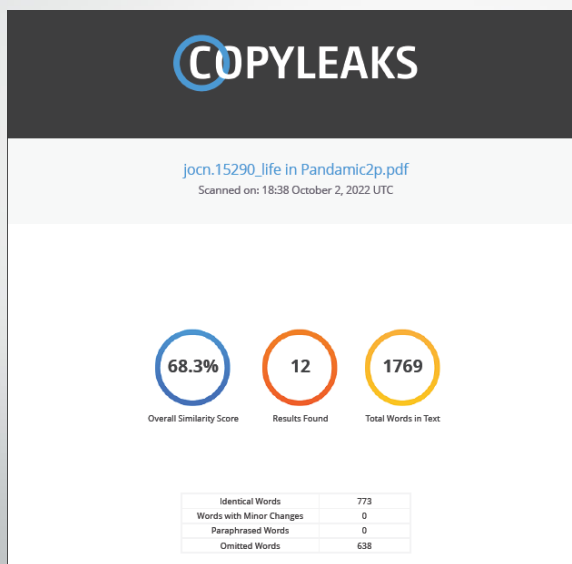 COPYLEAKS
jocn.15290_life in Pandamic2p.pdf
Scanned on: 18:38 October 2, 2022 UTC
68.3% 12 1769
Overall Similarity Score Results Found Total Words in Text
Identical Words 773
Words with Minor Changes 0
Paraphrased Words 0
Omitted Words 638